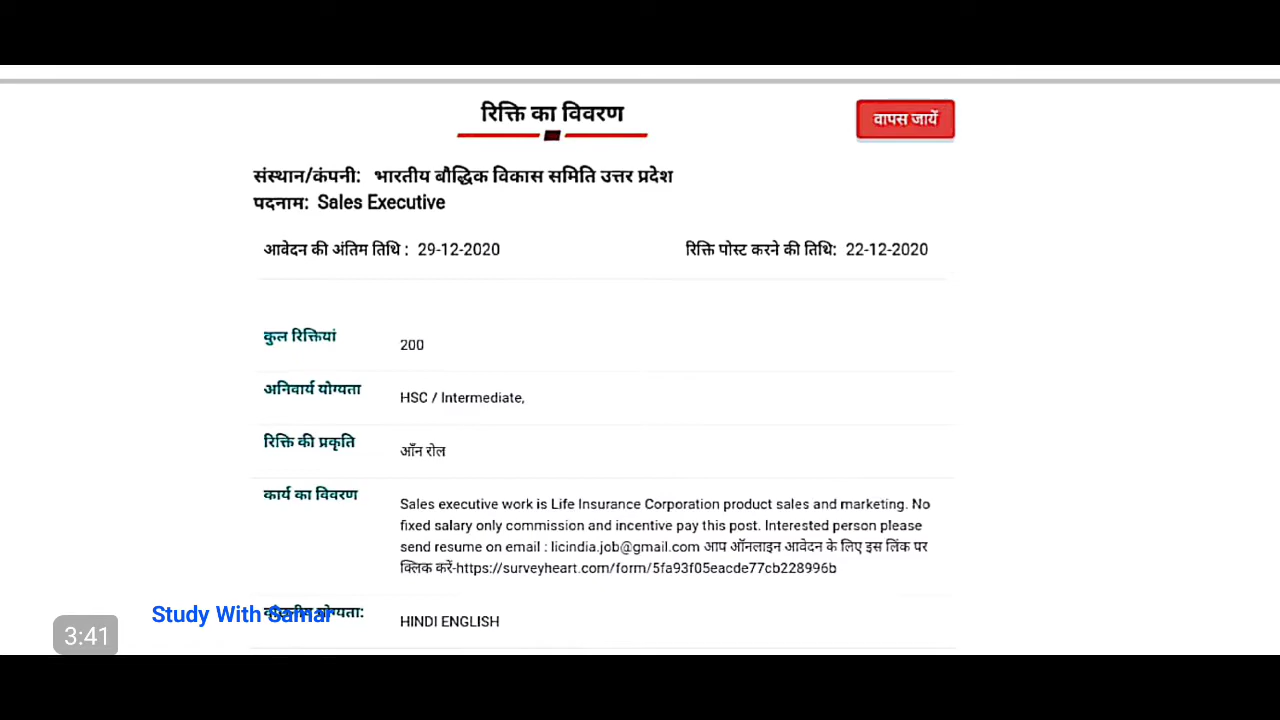 रिक्ति का विवरण
वापस जायें
संस्थान/कंपनी: भारतीय बौद्धिक विकास समिति उत्तर प्रदेश
पदनाम: Sales Executive
आवेदन की अंतिम तिथि : 29-12-2020
रिक्ति पोस्ट करने की तिथि: 22-12-2020
कुल रिक्तियां
200
अनिवार्य योग्यता
HSC / Intermediate,
रिक्ति की प्रकृति
ऑन रोल
कार्य का विवरण
Sales executive work is Life Insurance Corporation product sales and marketing. No
fixed salary only commission and incentive pay this post. Interested person please
send resume on email : licindia.job@gmail.com आप ऑनलाइन आवेदन के लिए इस लिंक पर
क्लिक करें-https://surveyheart.com/form/5fa93f05eacde77cb228996b
योग्यता:
HINDI ENGLISH
Study With Samar
3:41